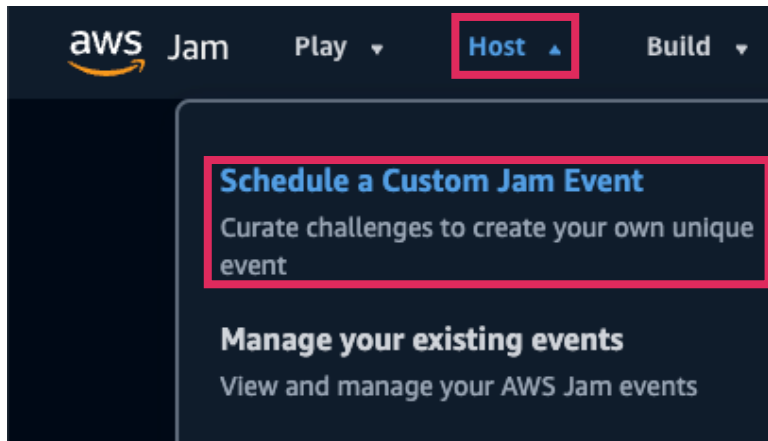 aws Jam Play Host Build
Schedule a Custom Jam Event
Curate challenges to create your own unique
event
Manage your existing events
View and manage your AWS Jam events